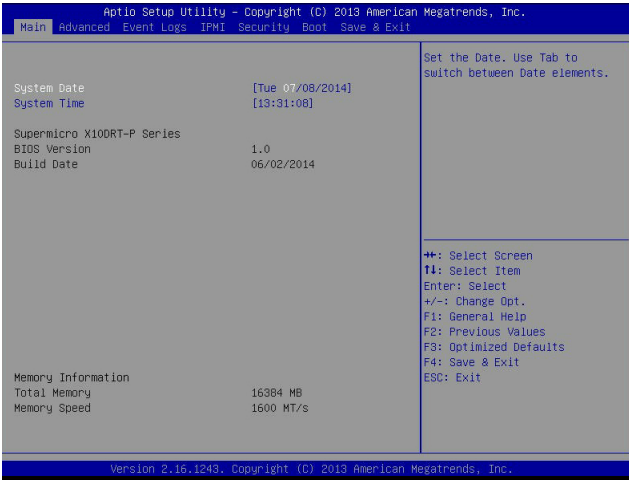 Aptio Setup Utility – Copyright (C) 2013 American Megatrends, Inc.
Main Advanced Event Logs IPMI Security Boot Save & Exit
Set the Date. Use Tab to
switch between Date elements.
System Date [Tue 07/08/2014]
System Time [13:31:08]
Supermicro X10DRT-P Series
BIOS Version 1.0
Build Date 06/02/2014
Memory Information
Total Memory 16384 MB
Memory Speed 1600 MT/s
→←: Select Screen
↑↓: Select Item
Enter: Select
+/-: Change Opt.
F1: General Help
F2: Previous Values
F3: Optimized Defaults
F4: Save & Exit
ESC: Exit
Version 2.16.1243. Copyright (C) 2013 American Megatrends, Inc.